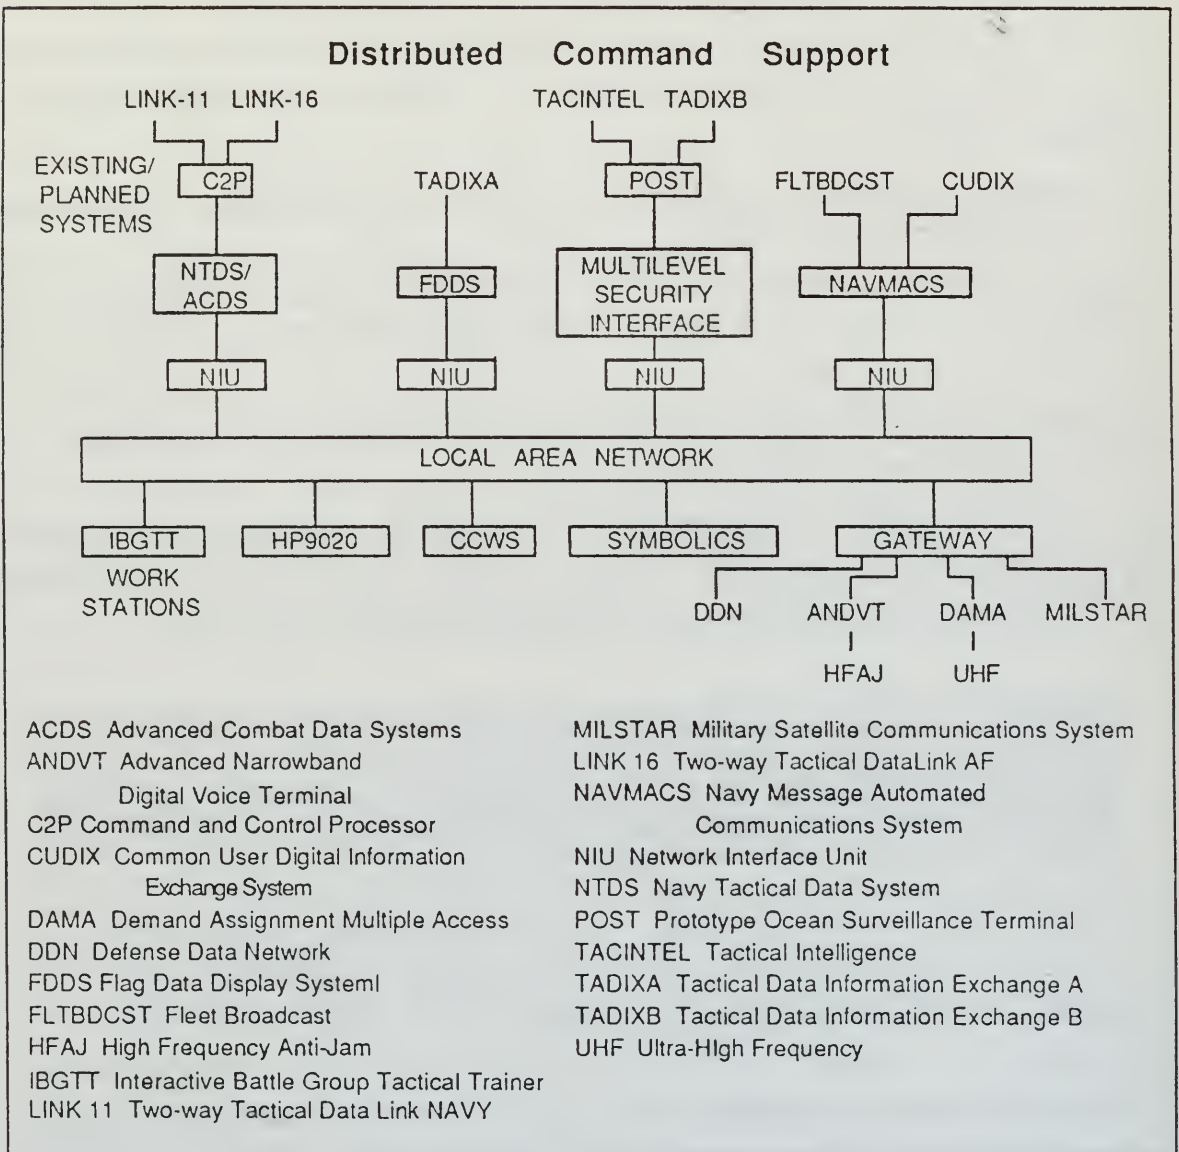 Distributed Command Support
LINK-11 LINK-16
TACINTEL TADIXB
EXISTING/
PLANNED
SYSTEMS
C2P
TADIXA
POST
FLTBDCST
CUDIX
NTDS/
ACDS
FDDS
MULTILEVEL
SECURITY
INTERFACE
NAVMACS
NIU
NIU
NIU
NIU
LOCAL AREA NETWORK
IBGTT
HP9020
CCWS
SYMBOLICS
GATEWAY
WORK
STATIONS
DDN
ANDVT
DAMA
MILSTAR
HFAJ
UHF
ACDS Advanced Combat Data Systems
ANDVT Advanced Narrowband
Digital Voice Terminal
C2P Command and Control Processor
CUDIX Common User Digital Information
Exchange System
DAMA Demand Assignment Multiple Access
DDN Defense Data Network
FDDS Flag Data Display Systeml
FLTBDCST Fleet Broadcast
HFAJ High Frequency Anti-Jam
IBGTT Interactive Battle Group Tactical Trainer
LINK 11 Two-way Tactical Data Link NAVY
MILSTAR Military Satellite Communications System
LINK 16 Two-way Tactical DataLink AF
NAVMACS Navy Message Automated
Communications System
NIU Network Interface Unit
NTDS Navy Tactical Data System
POST Prototype Ocean Surveillance Terminal
TACINTEL Tactical Intelligence
TADIXA Tactical Data Information Exchange A
TADIXB Tactical Data Information Exchange B
UHF Ultra-HIgh Frequency